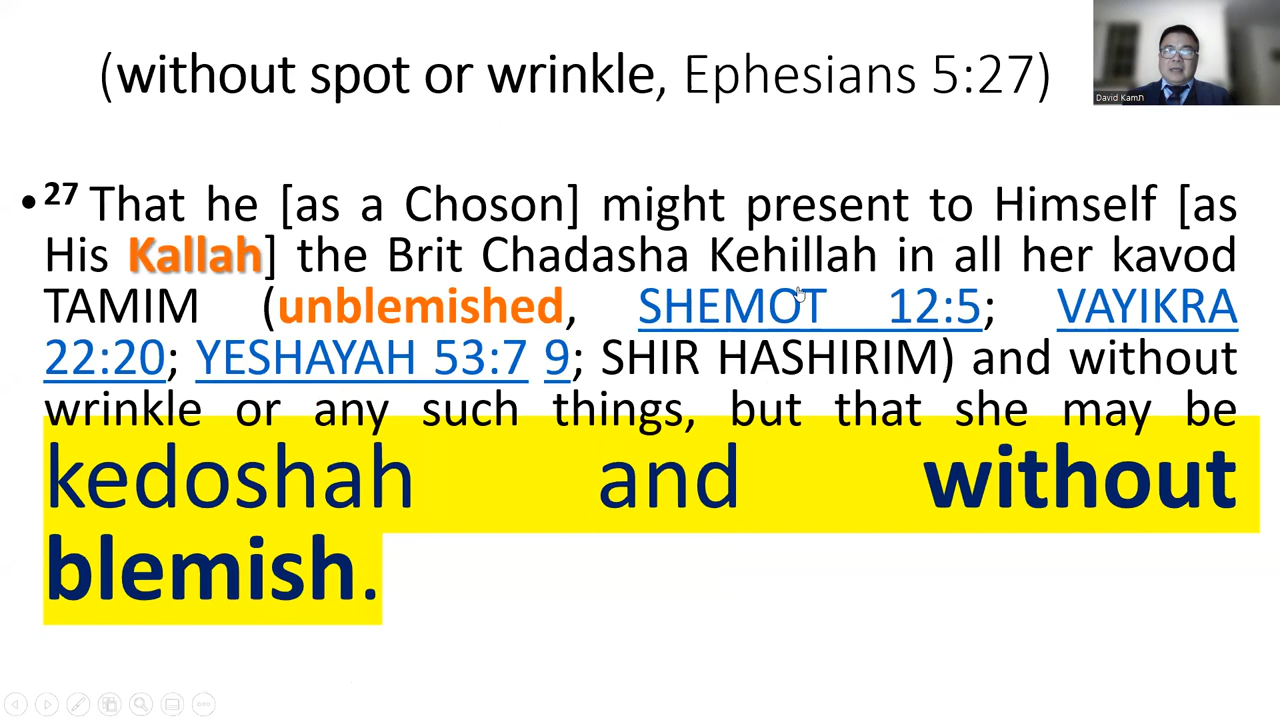 (without spot or wrinkle, Ephesians 5:27)
David Kamп
•27 That he [as a Choson] might present to Himself [as
His Kallah] the Brit Chadasha Kehillah in all her kavod
TAMIM (unblemished, SHEMOT 12:5; VAYIKRA
22:20; YESHAYAH 53:7 9; SHIR HASHIRIM) and without
wrinkle or any such things, but that she may be
kedoshah and without
blemish.